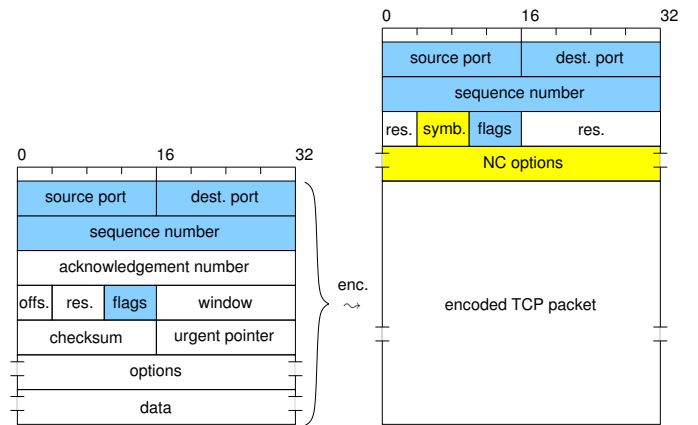 0 16 32
source port dest. port
sequence number
res. symb. flags res.
NC options
encoded TCP packet
0 16 32
source port dest. port
sequence number
acknowledgement number
offs. res. flags window
checksum urgent pointer
options
data
enc.
⤳